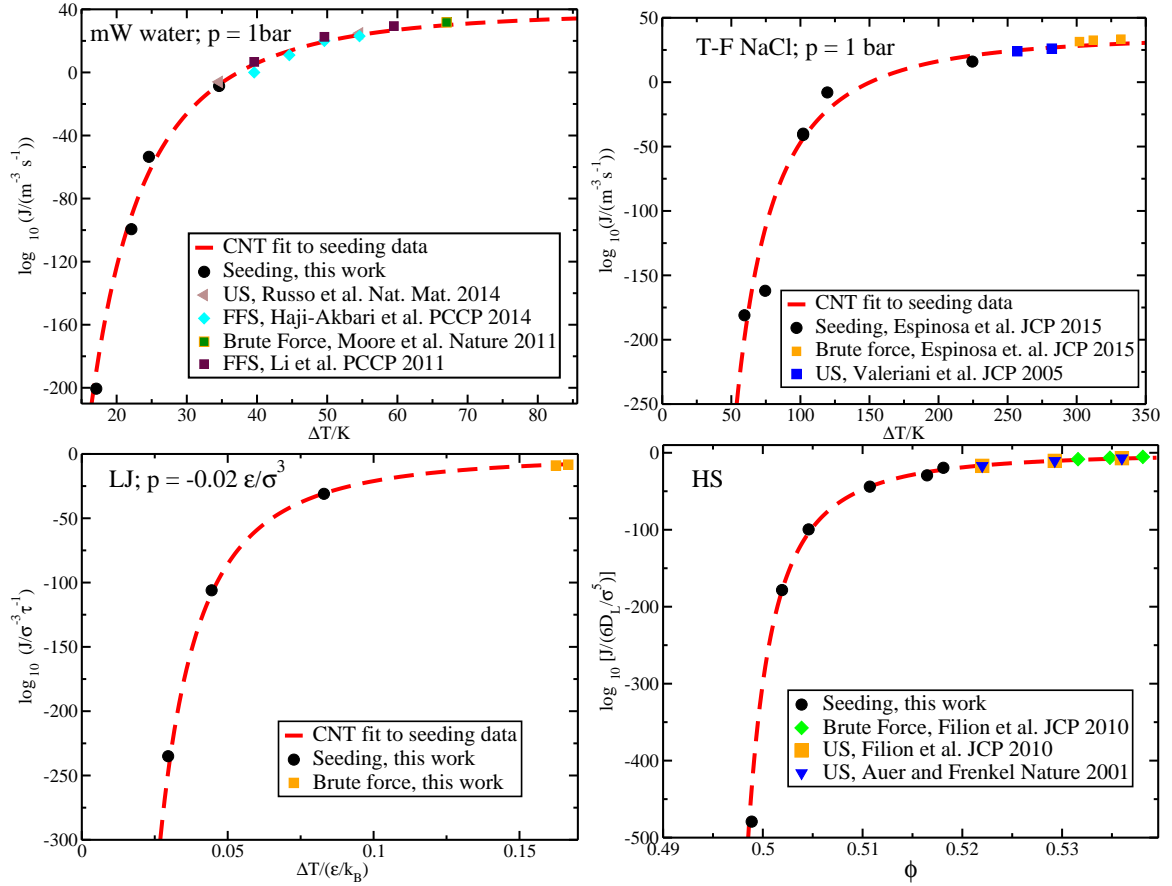 mW water; p = 1bar
log 10 (J/(m-3 s-1))
40
0
-40
-80
-120
-160
-200
CNT fit to seeding data
Seeding, this work
US, Russo et al. Nat. Mat. 2014
FFS, Haji-Akbari et al. PCCP 2014
Brute Force, Moore et al. Nature 2011
FFS, Li et al. PCCP 2011
20 30 40 50 60 70 80
ΔT/K
T-F NaCl; p = 1 bar
log 10(J/(m-3 s-1))
100
50
0
-50
-100
-150
-200
-250
CNT fit to seeding data
Seeding, Espinosa et al. JCP 2015
Brute force, Espinosa et. al. JCP 2015
US, Valeriani et al. JCP 2005
0 50 100 150 200 250 300 350
ΔT/K
LJ; p = -0.02 ε/σ3
log10 (J/σ-3τ-1)
0
-50
-100
-150
-200
-250
-300
CNT fit to seeding data
Seeding, this work
Brute force, this work
0 0.05 0.1 0.15
ΔT/(ε/kB)
HS
log 10 [J/(6DL/σ5)]
0
-100
-200
-300
-400
-500
Seeding, this work
Brute Force, Filion et al. JCP 2010
US, Filion et al. JCP 2010
US, Auer and Frenkel Nature 2001
0.49 0.5 0.51 0.52 0.53
ϕ